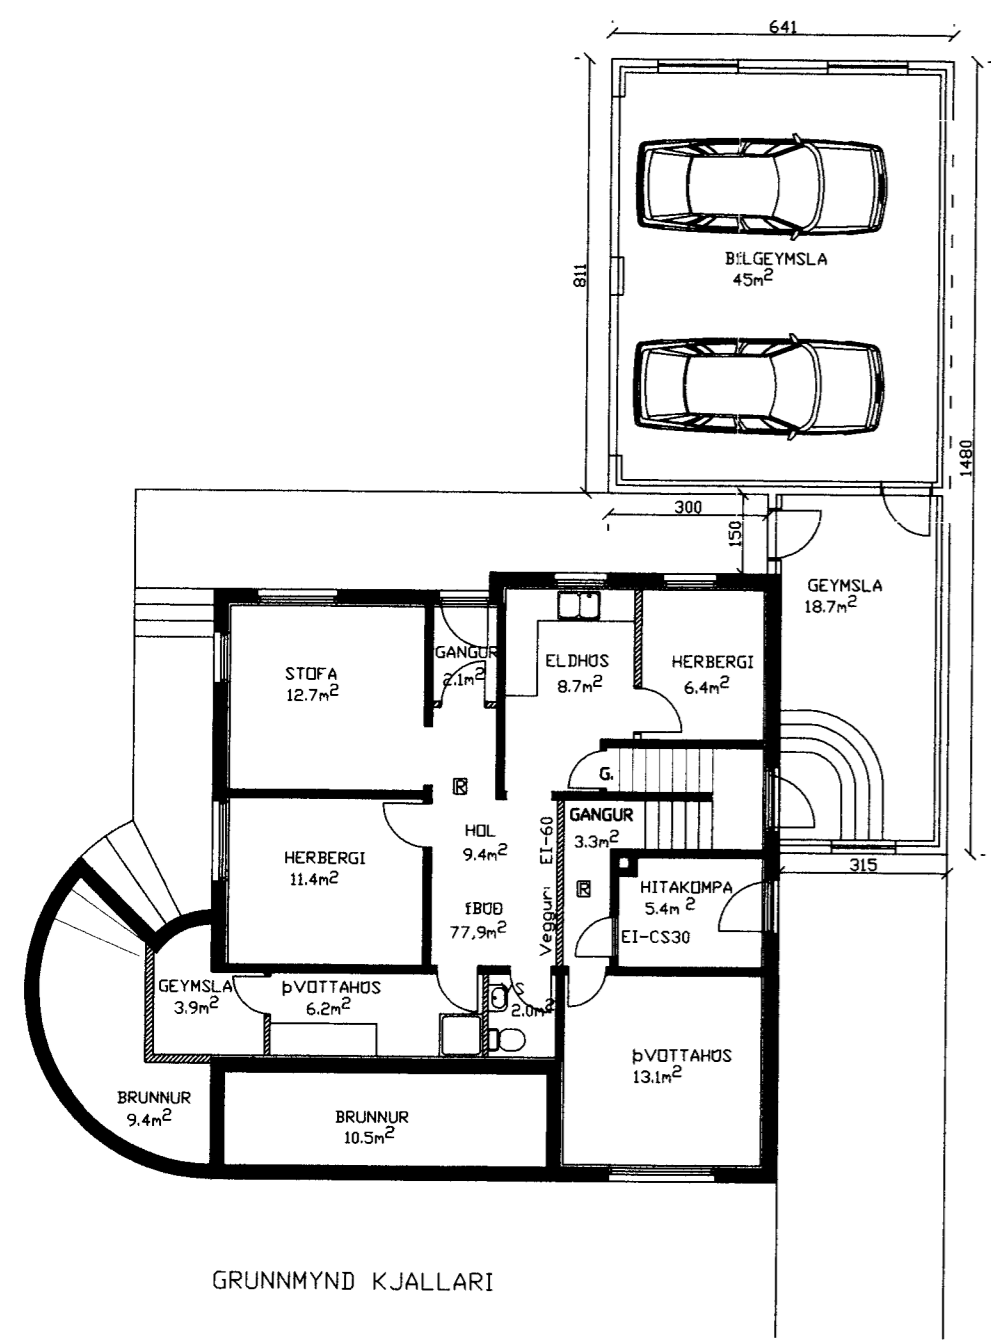 641
811
BÍLGEYMSLA
45m²
1480
300
150
GEYMSLA
18.7m²
STOFA
12.7m²
GANGUR
2.1m²
ELDHÚS
8.7m²
HERBERGI
6.4m²
G.
R
HOL
9.4m²
GANGUR
3.3m²
Veggur EI-60
HERBERGI
11.4m²
315
R
HITAKOMPA
5.4m²
ÍBÚÐ
77,9m²
EI-CS30
GEYMSLA
3.9m²
ÞVOTTAHÚS
6.2m²
2.0m²
ÞVOTTAHÚS
13.1m²
BRUNNUR
9.4m²
BRUNNUR
10.5m²
GRUNNMYND KJALLARI